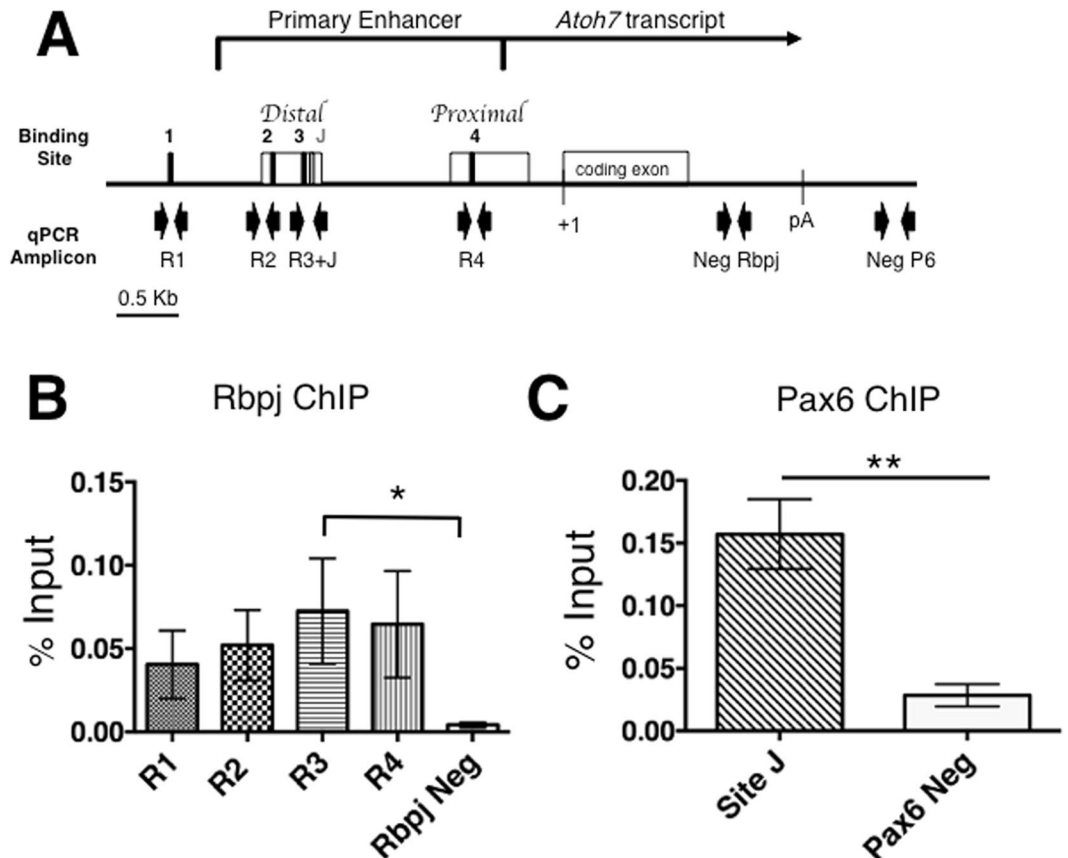 A
Primary Enhancer
Atoh7 transcript
Distal
Proximal
Binding Site
1
2 3 J
4
coding exon
+1
pA
qPCR Amplicon
R1
R2
R3+J
R4
Neg Rbpj
Neg P6
0.5 Kb
B
Rbpj ChIP
% Input
0.15
0.10
0.05
0.00
*
R1
R2
R3
R4
Rbpj Neg
C
Pax6 ChIP
% Input
0.20
0.15
0.10
0.05
0.00
**
Site J
Pax6 Neg